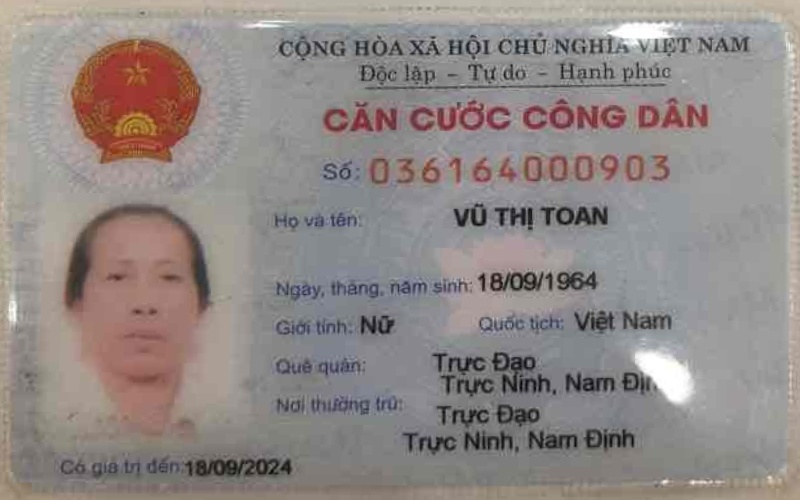 CỘNG HÒA XÃ HỘI CHỦ NGHĨA VIỆT NAM
Độc lập - Tự do - Hạnh phúc
CĂN CƯỚC CÔNG DÂN
Số: 036164000903
Họ và tên: VŨ THỊ TOAN
Ngày, tháng, năm sinh: 18/09/1964
Giới tính: Nữ Quốc tịch: Việt Nam
Quê quán: Trực Đạo
Trực Ninh, Nam
Nơi thường trú: Trực Đạo
Trực Ninh, Nam Định
Có giá trị đến: 18/09/2024